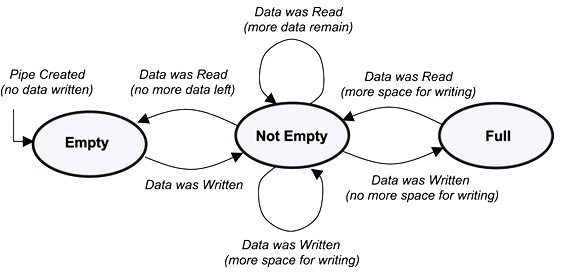 Data was Read
(more data remain)
Pipe Created
(no data written)
Data was Read
(no more data left)
Data was Read
(more space for writing)
Empty
Not Empty
Full
Data was Written
Data was Written
(no more space for writing)
Data was Written
(more space for writing)